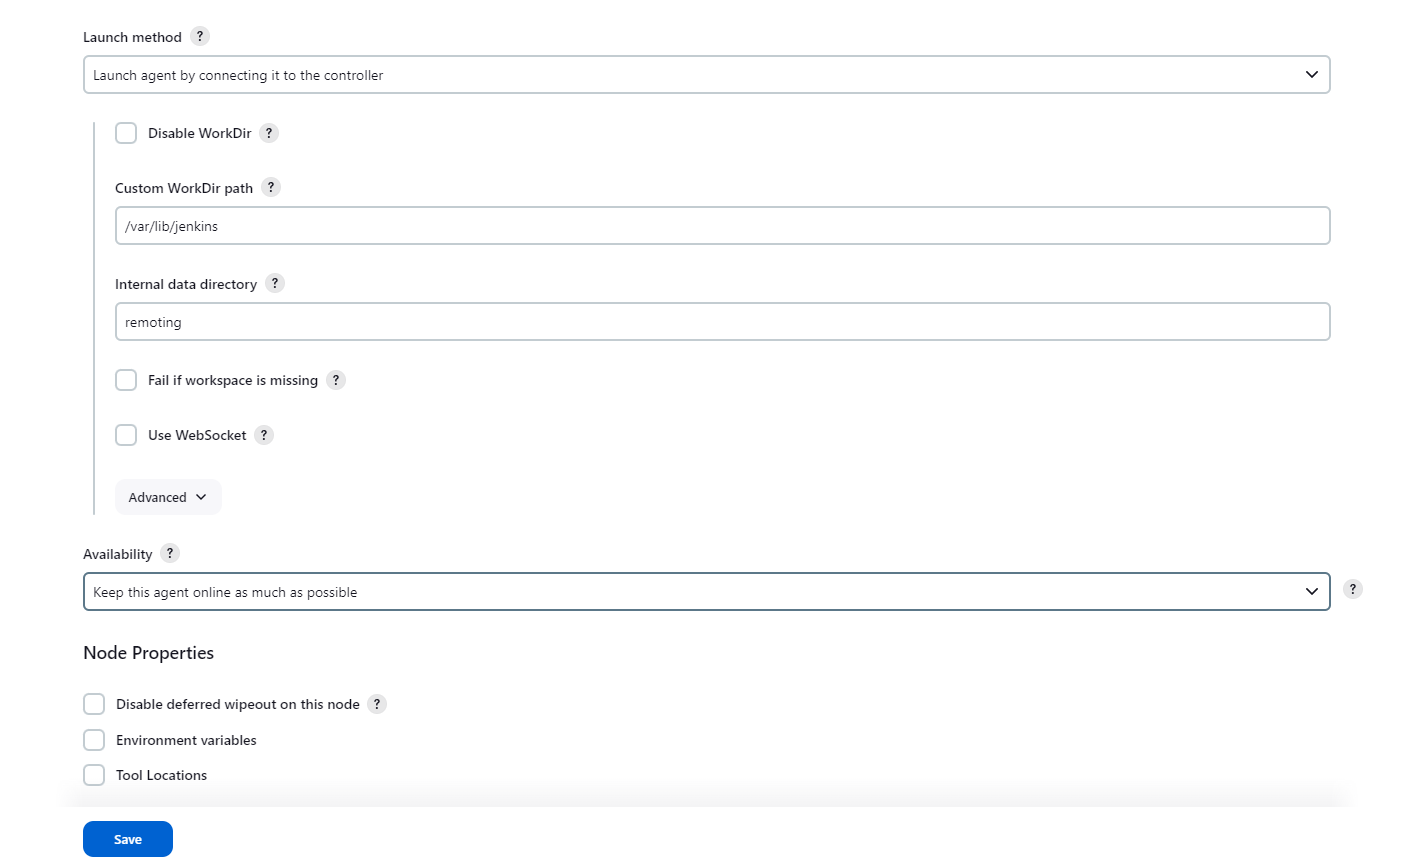 Launch method ?
Launch agent by connecting it to the controller
Disable WorkDir ?
Custom WorkDir path ?
/var/lib/jenkins
Internal data directory ?
remoting
Fail if workspace is missing ?
Use WebSocket ?
Advanced
Availability ?
Keep this agent online as much as possible ?
Node Properties
Disable deferred wipeout on this node ?
Environment variables
Tool Locations
Save